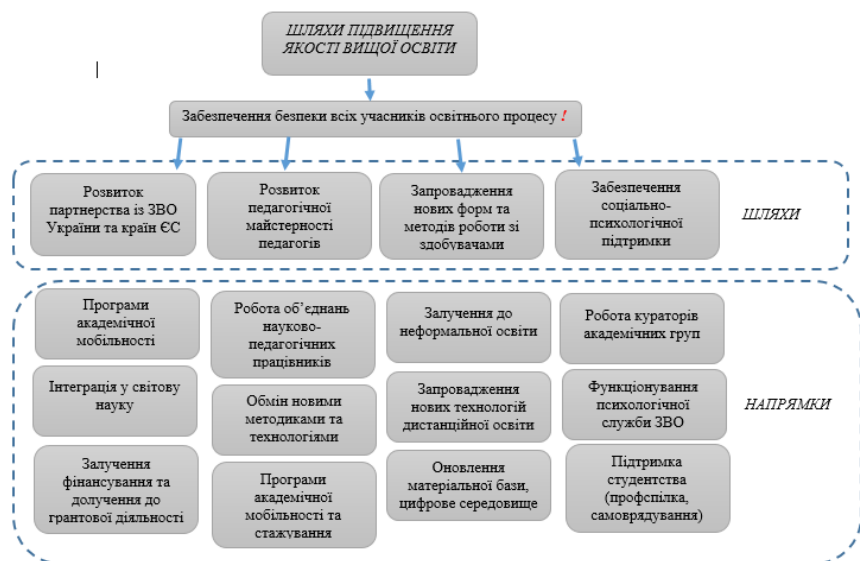 ШЛЯХИ ПІДВИЩЕННЯ
ЯКОСТІ ВИЩОЇ ОСВІТИ
Забезпечення безпеки всіх учасників освітнього процесу !
Розвиток
партнерства із ЗВО
України та країн ЄС
Розвиток
педагогічної
майстерності
педагогів
Запровадження
нових форм та
методів роботи зі
здобувачами
Забезпечення
соціально-
психологічної
підтримки
ШЛЯХИ
Програми
академічної
мобільності
Робота об’єднань
науково-
педагогічних
працівників
Залучення до
неформальної освіти
Робота кураторів
академічних груп
Інтеграція у світову
науку
Обмін новими
методиками та
технологіями
Запровадження
нових технологій
дистанційної освіти
Функціонування
психологічної
служби ЗВО
НАПРЯМКИ
Залучення
фінансування та
долучення до
грантової діяльності
Програми
академічної
мобільності та
стажування
Оновлення
матеріальної бази,
цифрове середовище
Підтримка
студентства
(профспілка,
самоврядування)